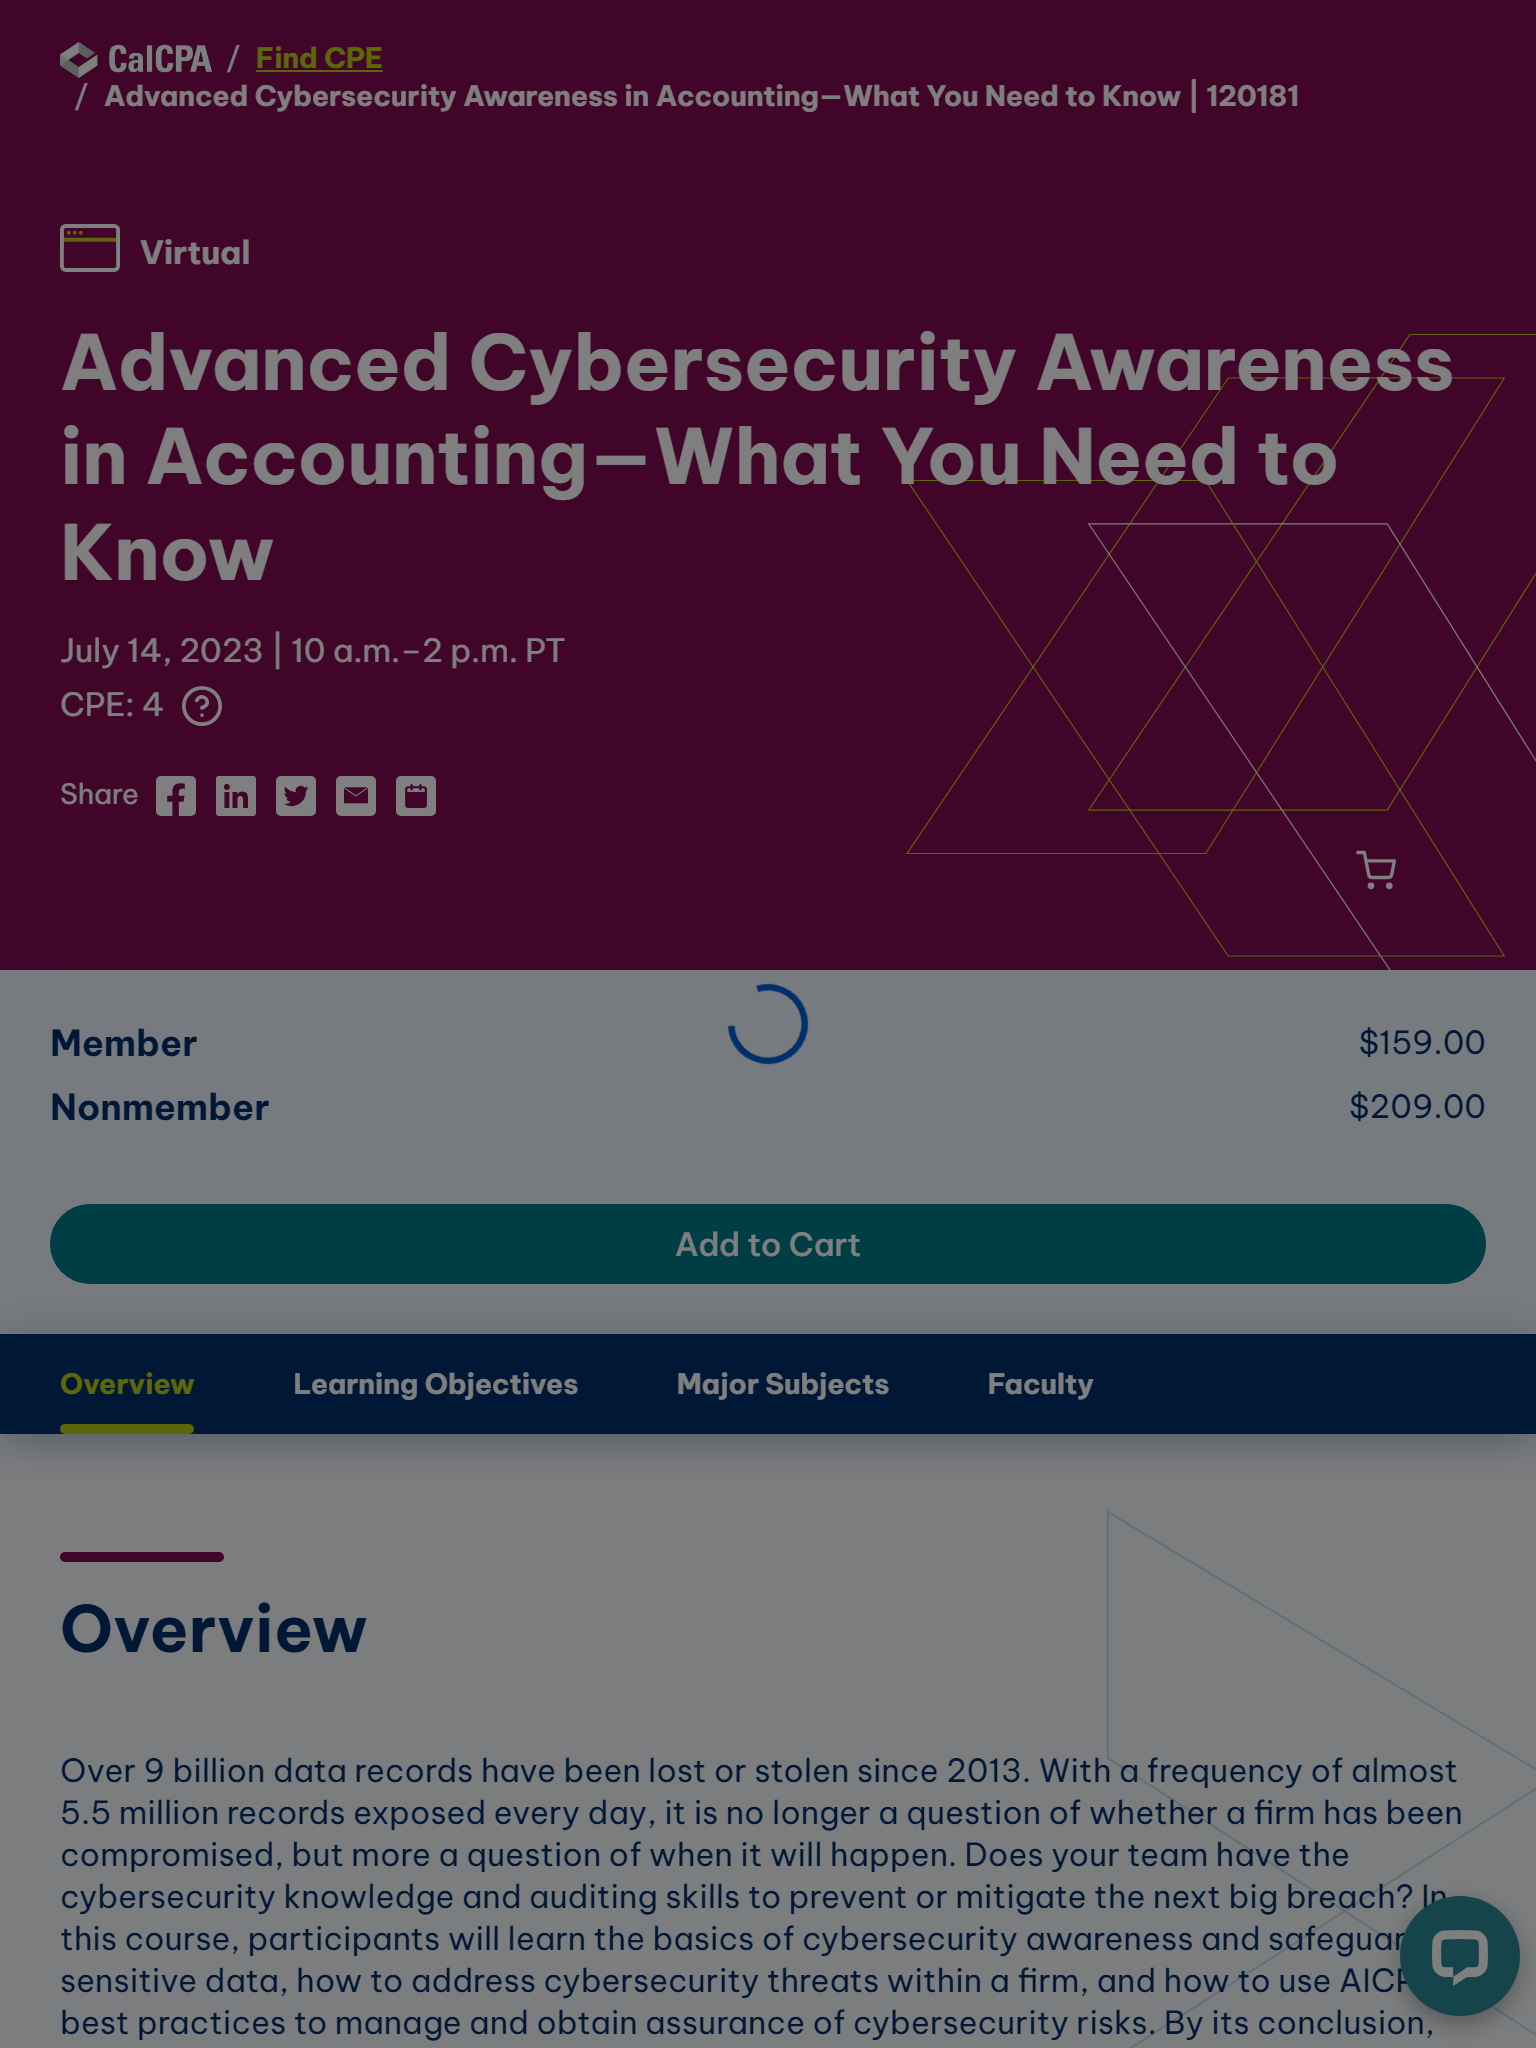 CalCPA / Find CPE
/ Advanced Cybersecurity Awareness in Accounting—What You Need to Know | 120181
Virtual
Advanced Cybersecurity Awareness
in Accounting—What You Need to
Know
July 14, 2023 | 10 a.m.–2 p.m. PT
CPE: 4
Share
Member $159.00
Nonmember $209.00
Add to Cart
Overview Learning Objectives Major Subjects Faculty
Overview
Over 9 billion data records have been lost or stolen since 2013. With a frequency of almost
5.5 million records exposed every day, it is no longer a question of whether a firm has been
compromised, but more a question of when it will happen. Does your team have the
cybersecurity knowledge and auditing skills to prevent or mitigate the next big breach? In
this course, participants will learn the basics of cybersecurity awareness and
sensitive data, how to address cybersecurity threats within a firm, and how to use
best practices to manage and obtain assurance of cybersecurity risks. By its conclusion,